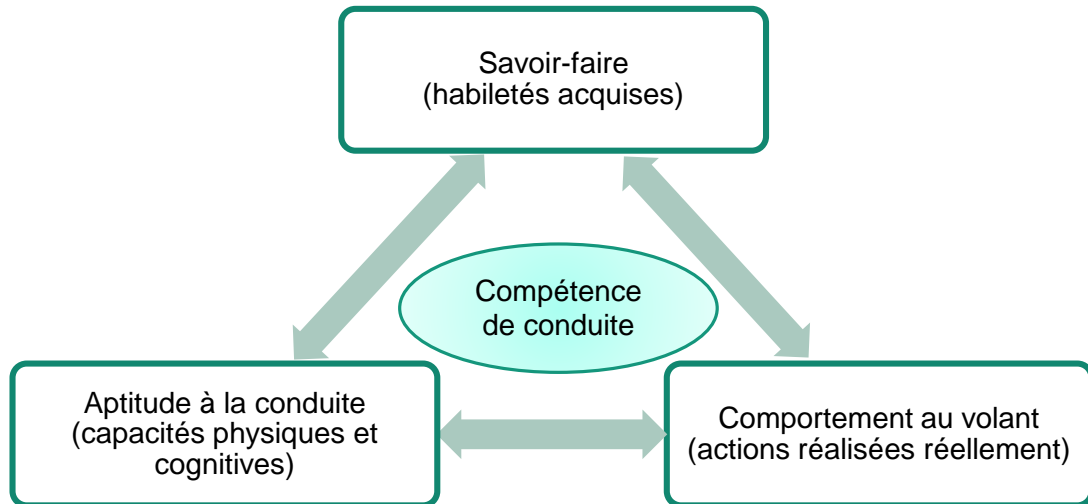 Savoir-faire
(habiletés acquises)
Compétence
de conduite
Aptitude à la conduite
(capacités physiques et
cognitives)
Comportement au volant
(actions réalisées réellement)